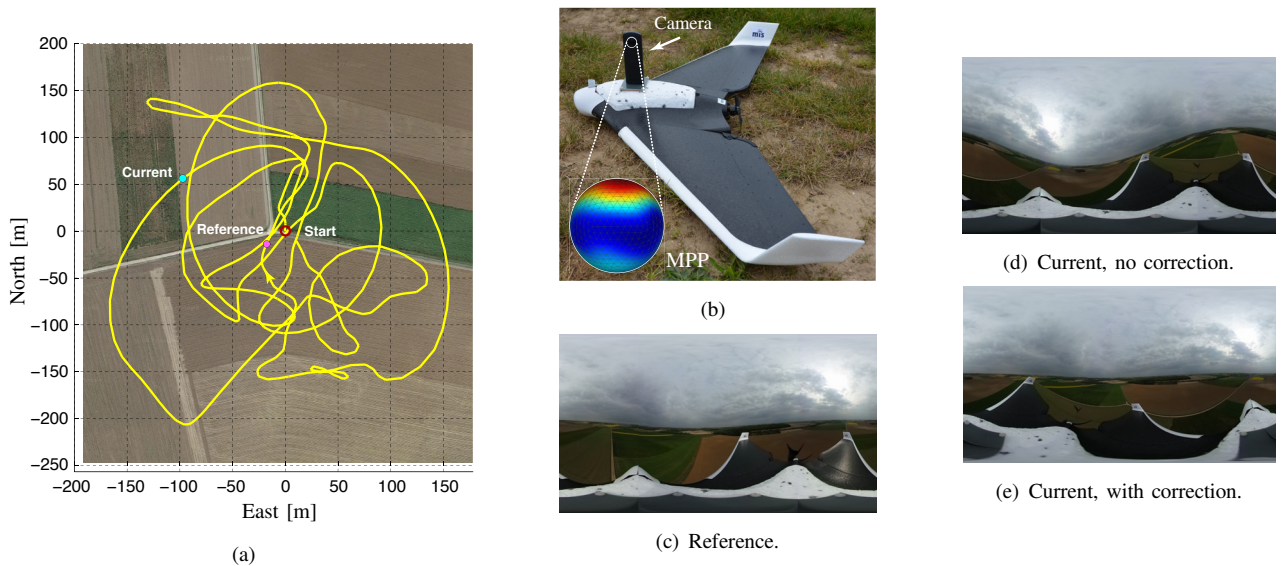 200
150
100
50
0
−50
−100
−150
−200
−250
North [m]
−200
−150
−100
−50
0
50
100
150
East [m]
Current
Reference
Start
(a)
Camera
mis
MPP
(b)
(c) Reference.
(d) Current, no correction.
(e) Current, with correction.